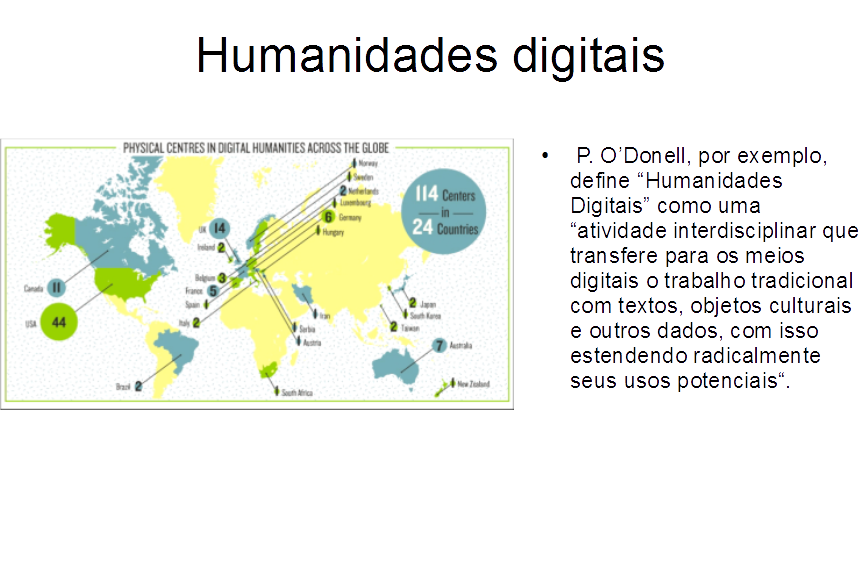 Humanidades digitais
PHYSICAL CENTRES IN DIGITAL HUMANITIES ACROSS THE GLOBE
Norway
Sweden
2 Netherlands
Luxembourg
6 Germany
Hungary
114 Centers
in
24 Countries
UK 14
Ireland 2
Belgium 3
France 5
Spain
Italy 2
Canada 11
USA 44
Iran
Serbia
Austria
2 Japan
South Korea
2 Taiwan
7 Australia
Brazil 2
South Africa
New Zealand
• P. O’Donell, por exemplo,
define “Humanidades
Digitais” como uma
“atividade interdisciplinar que
transfere para os meios
digitais o trabalho tradicional
com textos, objetos culturais
e outros dados, com isso
estendendo radicalmente
seus usos potenciais“.